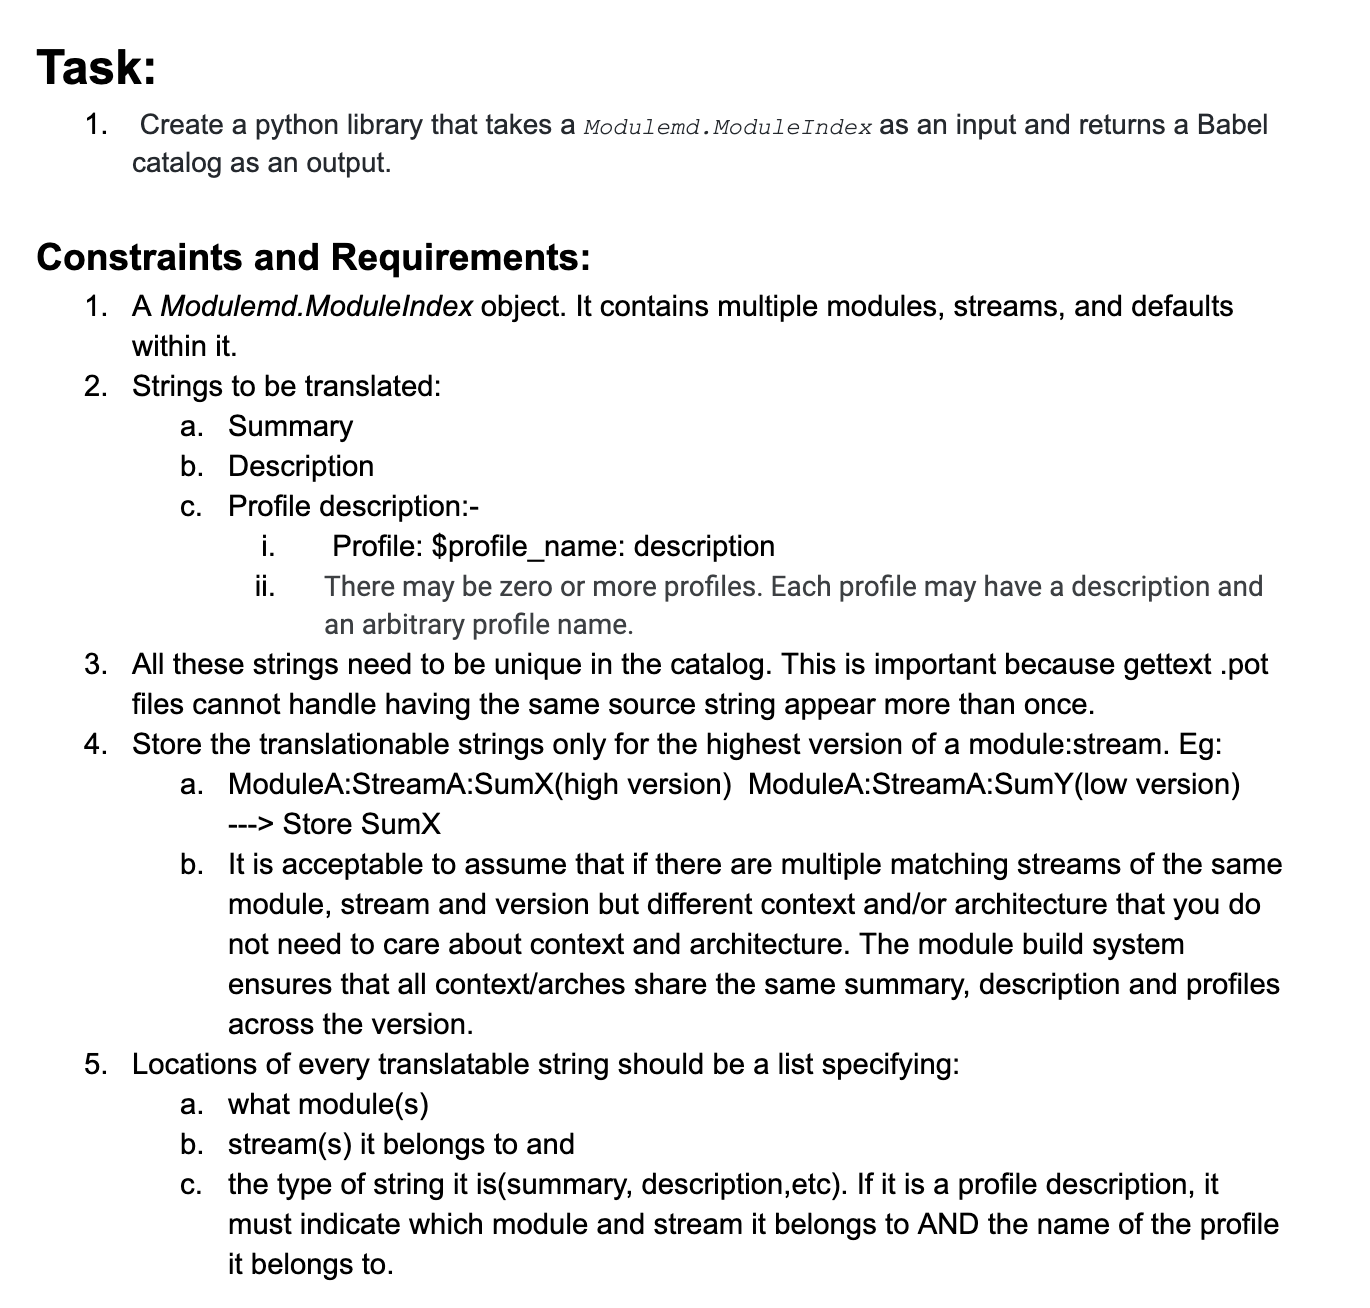 Task:
1. Create a python library that takes a Modulemd.ModuleIndex as an input and returns a Babel
catalog as an output.
Constraints and Requirements:
1. A Modulemd.ModuleIndex object. It contains multiple modules, streams, and defaults
within it.
2. Strings to be translated:
a. Summary
b. Description
c. Profile description:-
i. Profile: $profile_name: description
ii. There may be zero or more profiles. Each profile may have a description and
an arbitrary profile name.
3. All these strings need to be unique in the catalog. This is important because gettext .pot
files cannot handle having the same source string appear more than once.
4. Store the translationable strings only for the highest version of a module:stream. Eg:
a. ModuleA:StreamA:SumX(high version) ModuleA:StreamA:SumY(low version)
---> Store SumX
b. It is acceptable to assume that if there are multiple matching streams of the same
module, stream and version but different context and/or architecture that you do
not need to care about context and architecture. The module build system
ensures that all context/arches share the same summary, description and profiles
across the version.
5. Locations of every translatable string should be a list specifying:
a. what module(s)
b. stream(s) it belongs to and
c. the type of string it is(summary, description,etc). If it is a profile description, it
must indicate which module and stream it belongs to AND the name of the profile
it belongs to.